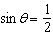 sin θ = 1/2